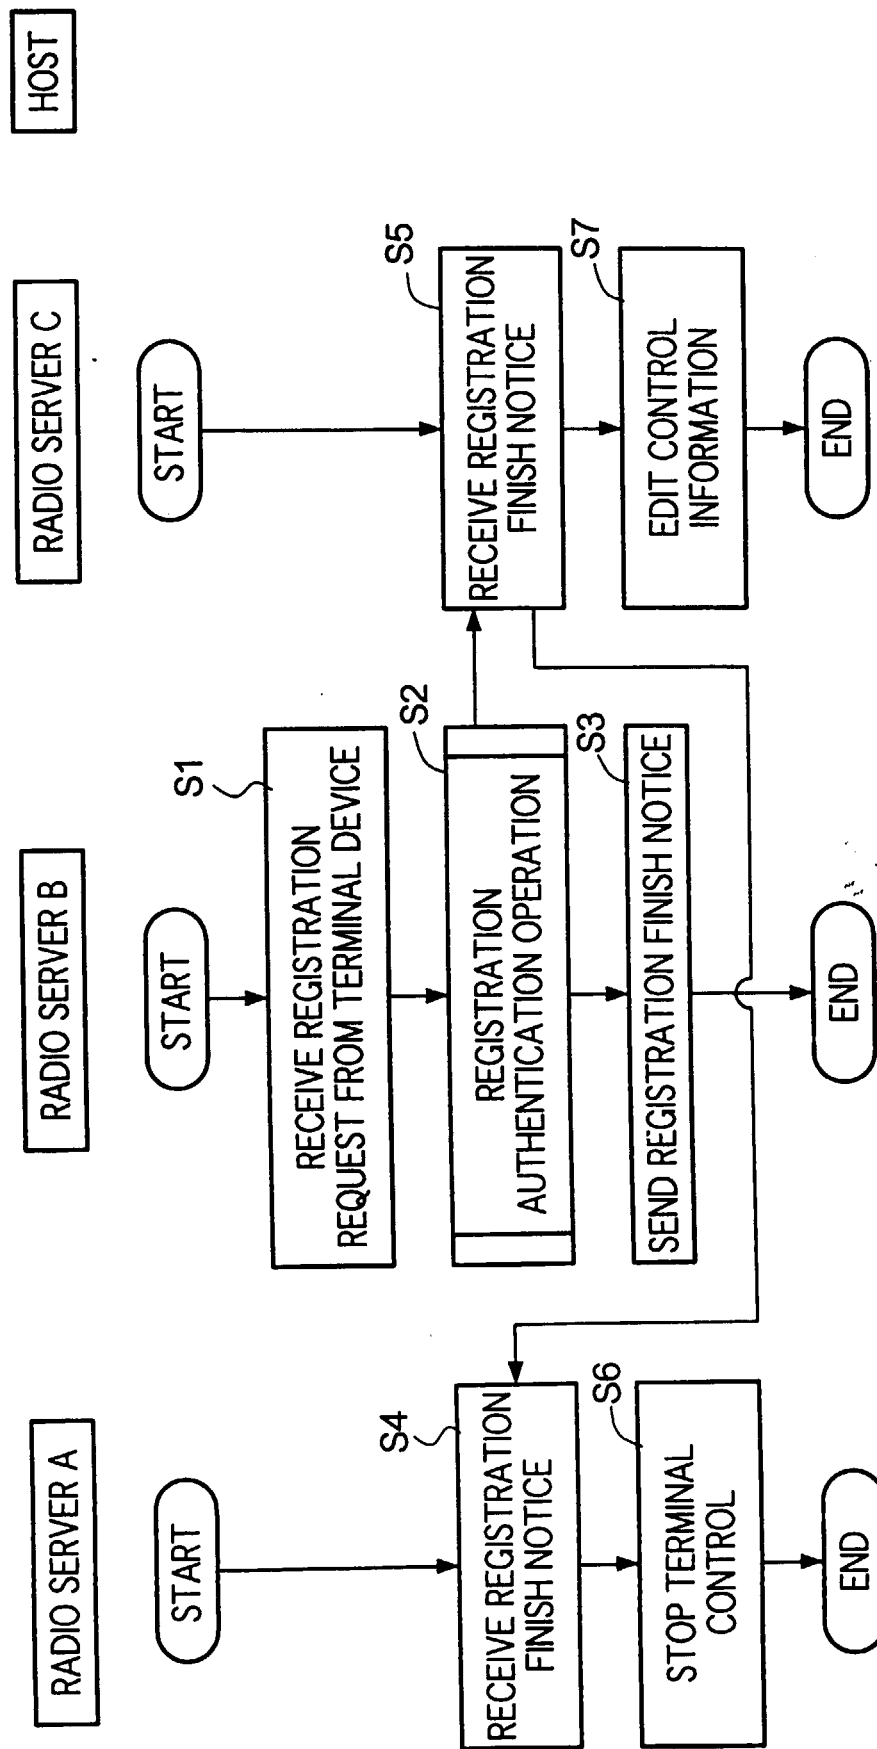 RADIO SERVER A
RADIO SERVER B
RADIO SERVER C
HOST
START
START
START
S1
RECEIVE REGISTRATION
REQUEST FROM TERMINAL DEVICE
S4
RECEIVE REGISTRATION
FINISH NOTICE
S2
REGISTRATION
AUTHENTICATION OPERATION
S5
RECEIVE REGISTRATION
FINISH NOTICE
S6
STOP TERMINAL
CONTROL
S3
SEND REGISTRATION FINISH NOTICE
S7
EDIT CONTROL
INFORMATION
END
END
END